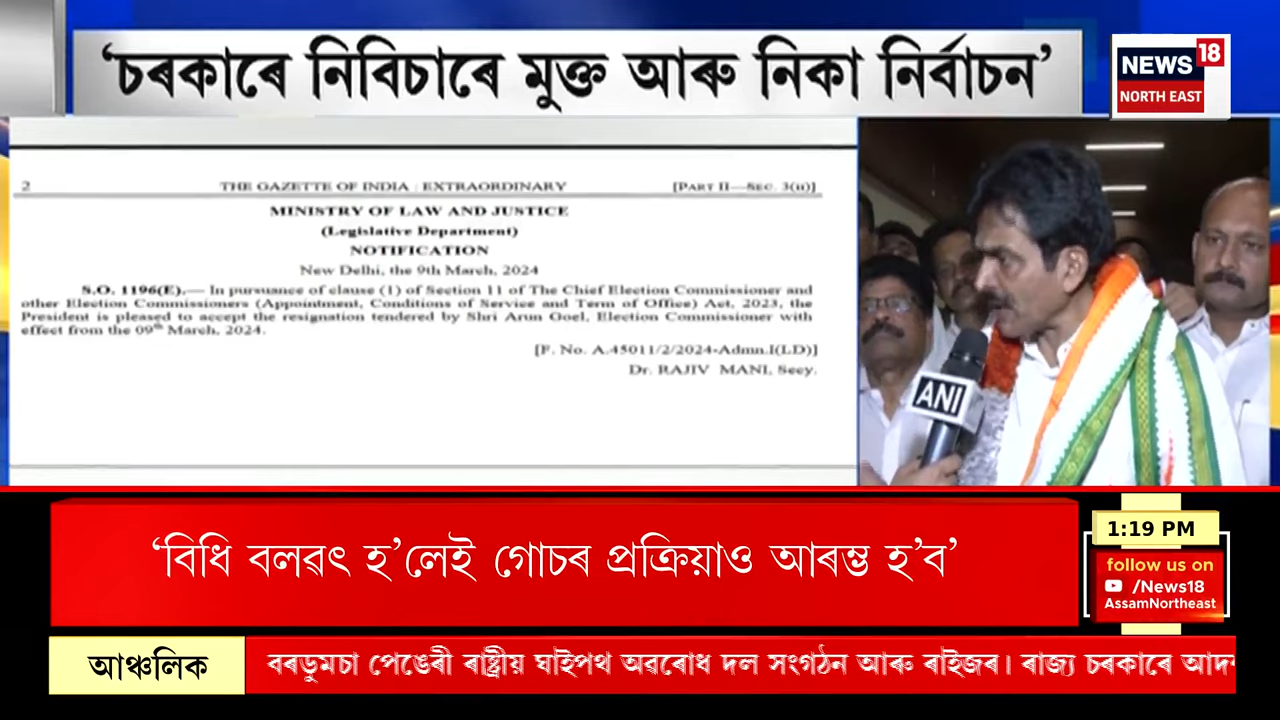 ‘চৰকাৰে নিবিচাৰে মুক্ত আৰু নিকা নিৰ্বাচন’
NEWS 18
NORTH EAST
2 THE GAZETTE OF INDIA : EXTRAORDINARY [PART II—SEC. 3(ii)]
MINISTRY OF LAW AND JUSTICE
(Legislative Department)
NOTIFICATION
New Delhi, the 9th March, 2024
S.O. 1196(E).— In pursuance of clause (1) of Section 11 of The Chief Election Commissioner and
other Election Commissioners (Appointment, Conditions of Service and Term of Office) Act, 2023, the
President is pleased to accept the resignation tendered by Shri Arun Goel, Election Commissioner with
effect from the 09th March, 2024.
[F. No. A.45011/2/2024-Admn.I(LD)]
Dr. RAJIV MANI, Secy.
ANI
‘বিধি বলৱৎ হ’লেই গোচৰ প্ৰক্ৰিয়াও আৰম্ভ হ’ব’
1:19 PM
follow us on
/News18
AssamNortheast
আঞ্চলিক
বৰডুমচা পেঙেৰী ৰাষ্ট্ৰীয় ঘাইপথ অৱৰোধ দল সংগঠন আৰু ৰাইজৰ। ৰাজ্য চৰকাৰে